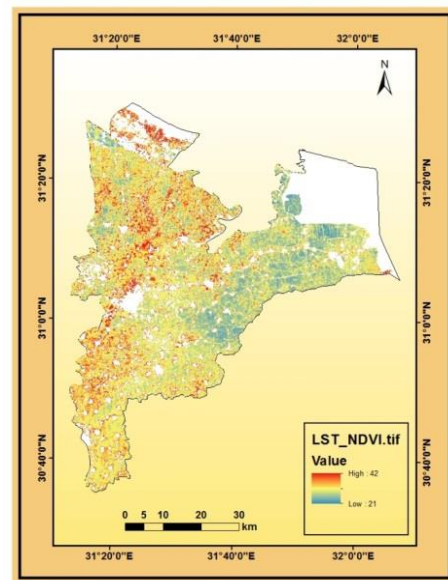 31°20'0"E 31°40'0"E 32°0'0"E
N
31°20'0"N 31°20'0"N
31°0'0"N 31°0'0"N
30°40'0"N 30°40'0"N
LST_NDVI.tif
Value
High : 42
Low : 21
0 5 10 20 30
km
31°20'0"E 31°40'0"E 32°0'0"E